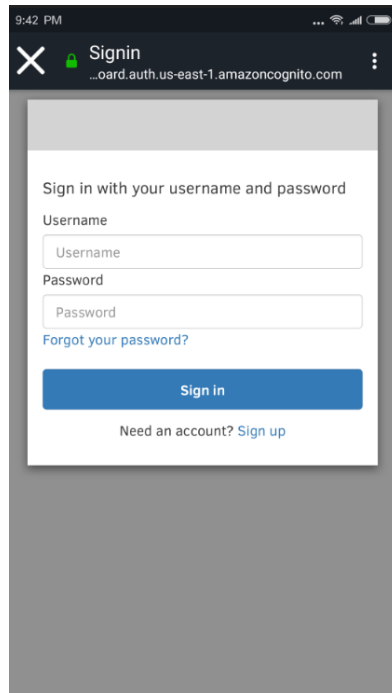 9:42 PM
Signin
...oard.auth.us-east-1.amazoncognito.com
Sign in with your username and password
Username
Username
Password
Password
Forgot your password?
Sign in
Need an account? Sign up